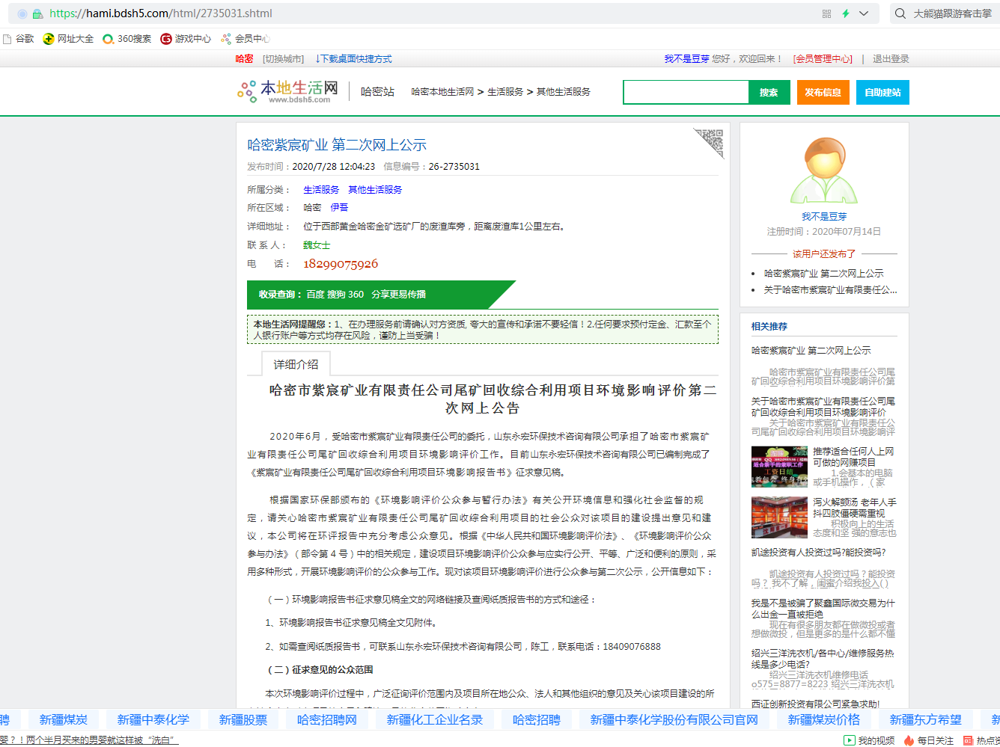 https://hami.bdsh5.com/html/2735031.shtml
大熊猫跟游客击掌
谷歌 网址大全 360搜索 游戏中心 会员中心
哈密 [切换城市] ↓下载桌面快捷方式
我不是豆芽 您好，欢迎回来！ [会员管理中心] | 退出登录
本地生活网
www.bdsh5.com
哈密站
哈密本地生活网 > 生活服务 > 其他生活服务
搜索 发布信息 自助建站
哈密紫宸矿业 第二次网上公示
发布时间：2020/7/28 12:04:23 信息编号：26-2735031
所属分类： 生活服务 其他生活服务
所在区域： 哈密 伊吾
详细地址： 位于西部黄金哈密金矿选矿厂的废渣库旁，距离废渣库1公里左右。
联 系 人： 魏女士
电 话： 18299075926
收录查询： 百度 搜狗 360 分享更易传播
本地生活网提醒您：1、在办理服务前请确认对方资质, 夸大的宣传和承诺不要轻信！2.任何要求预付定金、汇款至个
人银行账户等方式均存在风险，谨防上当受骗！
详细介绍
哈密市紫宸矿业有限责任公司尾矿回收综合利用项目环境影响评价第二
次网上公告
2020年6月，受哈密市紫宸矿业有限责任公司的委托，山东永宏环保技术咨询有限公司承担了哈密市紫宸矿
业有限责任公司尾矿回收综合利用项目环境影响评价工作。目前山东永宏环保技术咨询有限公司已编制完成了
《紫宸矿业有限责任公司尾矿回收综合利用项目环境影响报告书》征求意见稿。
根据国家环保部颁布的《环境影响评价公众参与暂行办法》有关公开环境信息和强化社会监督的规
定，请关心哈密市紫宸矿业有限责任公司尾矿回收综合利用项目的社会公众对该项目的建设提出意见和建
议，本公司将在环评报告中充分考虑公众意见。根据《中华人民共和国环境影响评价法》、《环境影响评价公众
参与办法》（部令第 4 号）中的相关规定，建设项目环境影响评价公众参与应实行公开、平等、广泛和便利的原则，采
用多种形式，开展环境影响评价的公众参与工作。现对该项目环境影响评价进行公众参与第二次公示，公开信息如下：
（一）环境影响报告书征求意见稿全文的网络链接及查阅纸质报告书的方式和途径：
1、环境影响报告书征求意见稿全文见附件。
2、如需查阅纸质报告书，可联系山东永宏环保技术咨询有限公司，陈工，联系电话：18409076888
（二）征求意见的公众范围
本次环境影响评价过程中，广泛征询评价范围内及项目所在地公众、法人和其他组织的意见及关心该项目建设的所
我不是豆芽
注册时间：2020年07月14日
该用户还发布了
• 哈密紫宸矿业 第二次网上公示
• 关于哈密市紫宸矿业有限责任公...
相关推荐
哈密紫宸矿业 第二次网上公示
哈密市紫宸矿业有限责任公司尾
矿回收综合利用项目环境影响评价第
关于哈密市紫宸矿业有限责任公司尾
矿回收综合利用项目环境影响评价
关于哈密市紫宸矿业有限责任公
司尾矿回收综合利用项目环境影响评
适合新手的兼职工作
工资日结
推荐适合任何人上网
可做的网赚项目
1.会基本的电脑
或手机操作，（家
泻火解颤汤 老年人手
抖四肢僵硬需重视
积极向上的生活
态度和坚 强的意志也
凯途投资有人投资过吗?能投资吗?
凯途投资有人投资过吗？能投资
吗？ 我不了解，闺蜜介绍我投入( )
我是不是被骗了聚鑫国际微交易为什
么出金一直被拒绝
现在有很多朋友都在做微投或者
想做微投，但是更多的是什么都不懂
绍兴三洋洗衣机/各中心/维修服务热
线是多少电话?
绍兴三洋洗衣机维修电话
o575=8877=8223 绍兴三洋洗衣机
西证创新投资有限公司紧急求助!
聘 新疆煤炭 新疆中泰化学 新疆股票 哈密招聘网 新疆化工企业名录 哈密招聘 新疆中泰化学股份有限公司官网 新疆煤炭价格 新疆东方希望
婴？！两个半月买来的男婴就这样被“洗白”
我的视频 每日关注 热点资